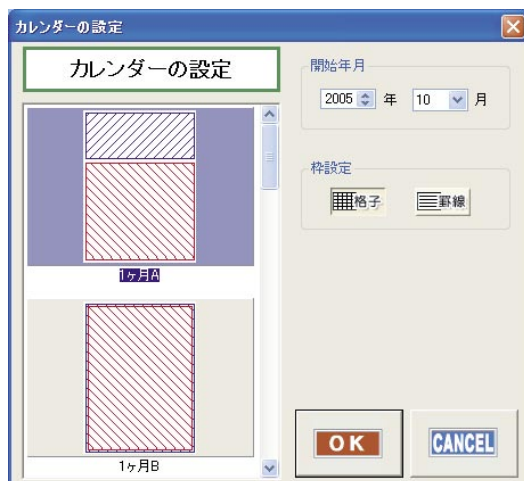 カレンダーの設定
カレンダーの設定
開始年月
2005 年 10 月
枠設定
格子 罫線
1ヶ月A
1ヶ月B
OK CANCEL